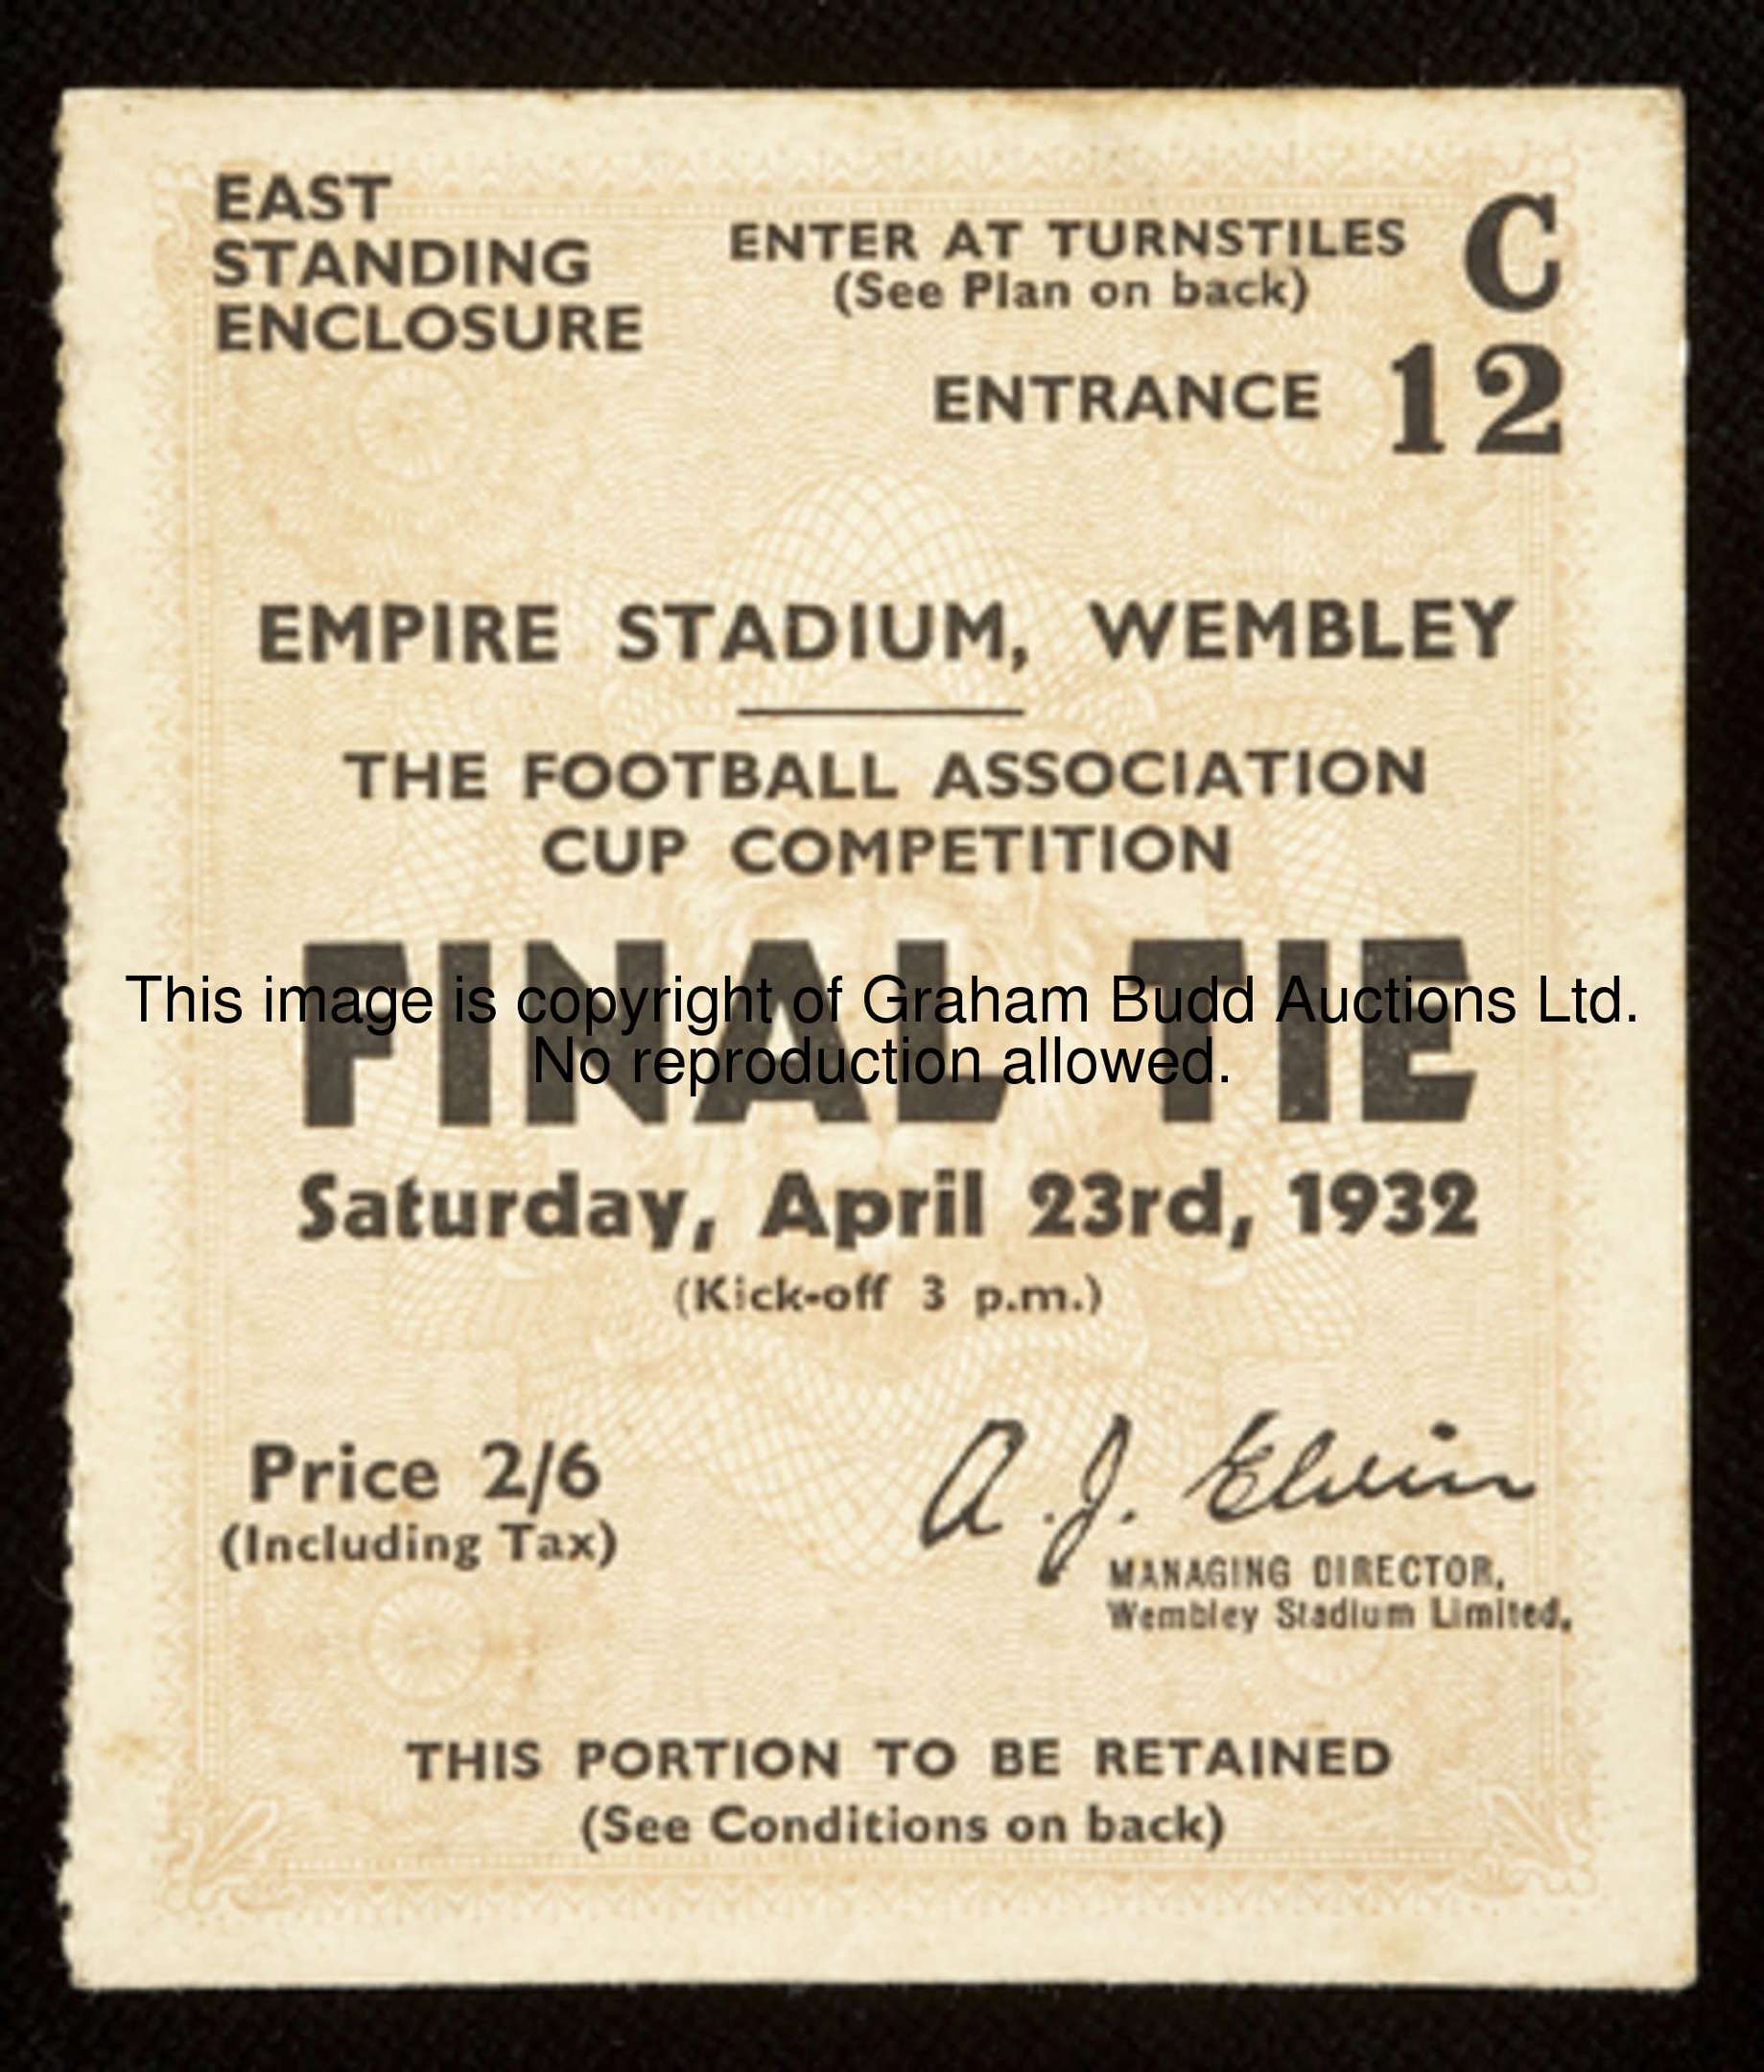 EAST
STANDING
ENCLOSURE
ENTER AT TURNSTILES C
(See Plan on back)
ENTRANCE 12
EMPIRE STADIUM, WEMBLEY
THE FOOTBALL ASSOCIATION
CUP COMPETITION
FINAL TIE
This image is copyright of Graham Budd Auctions Ltd.
No reproduction allowed.
Saturday, April 23rd, 1932
(Kick-off 3 p.m.)
Price 2/6
(Including Tax)
A. J. Elvin
MANAGING DIRECTOR,
Wembley Stadium Limited.
THIS PORTION TO BE RETAINED
(See Conditions on back)